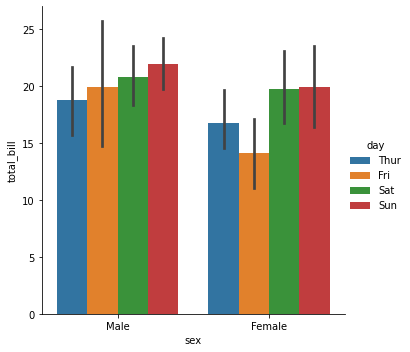 25
20
15
10
5
0
total_bill
Male
Female
sex
day
Thur
Fri
Sat
Sun